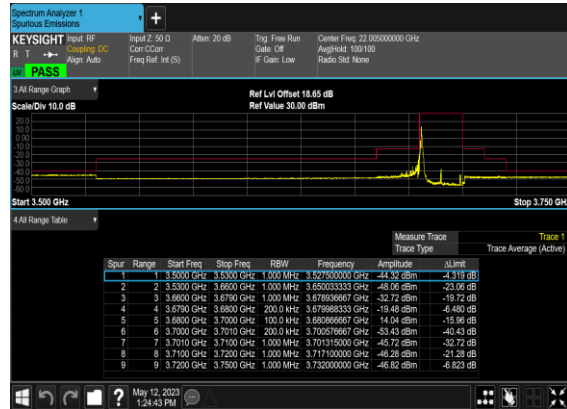 Spectrum Analyzer 1
Spurious Emissions
KEYSIGHT Input: RF Input Z: 50 Ω Atten: 20 dB Trig: Free Run Center Freq: 22.005000000 GHz
R T Coupling: DC Corr CCorr Gate: Off Avg|Hold: 100/100
Align: Auto Freq Ref: Int (S) IF Gain: Low Radio Std: None
PASS
3 All Range Graph
Ref Lvl Offset 18.65 dB
Scale/Div 10.0 dB Ref Value 30.00 dBm
20.0
10.0
0.00
-10.0
-20.0
-30.0
-40.0
-50.0
-60.0
Start 3.500 GHz Stop 3.750 GH
4 All Range Table
Measure Trace Trace 1
Trace Type Trace Average (Active)
Spur Range Start Freq Stop Freq RBW Frequency Amplitude ΔLimit
1 1 3.5000 GHz 3.5300 GHz 1.000 MHz 3.527500000 GHz -44.32 dBm -4.319 dB
2 2 3.5300 GHz 3.6600 GHz 1.000 MHz 3.650033333 GHz -48.06 dBm -23.06 dB
3 3 3.6600 GHz 3.6790 GHz 1.000 MHz 3.678936667 GHz -32.72 dBm -19.72 dB
4 4 3.6790 GHz 3.6800 GHz 200.0 kHz 3.679988333 GHz -19.48 dBm -6.480 dB
5 5 3.6800 GHz 3.7000 GHz 100.0 kHz 3.680866667 GHz 14.04 dBm -15.96 dB
6 6 3.7000 GHz 3.7010 GHz 200.0 kHz 3.700576667 GHz -53.43 dBm -40.43 dB
7 7 3.7010 GHz 3.7100 GHz 1.000 MHz 3.701315000 GHz -45.72 dBm -32.72 dB
8 8 3.7100 GHz 3.7200 GHz 1.000 MHz 3.717100000 GHz -46.28 dBm -21.28 dB
9 9 3.7200 GHz 3.7500 GHz 1.000 MHz 3.732000000 GHz -46.82 dBm -6.823 dB
May 12, 2023
1:24:43 PM